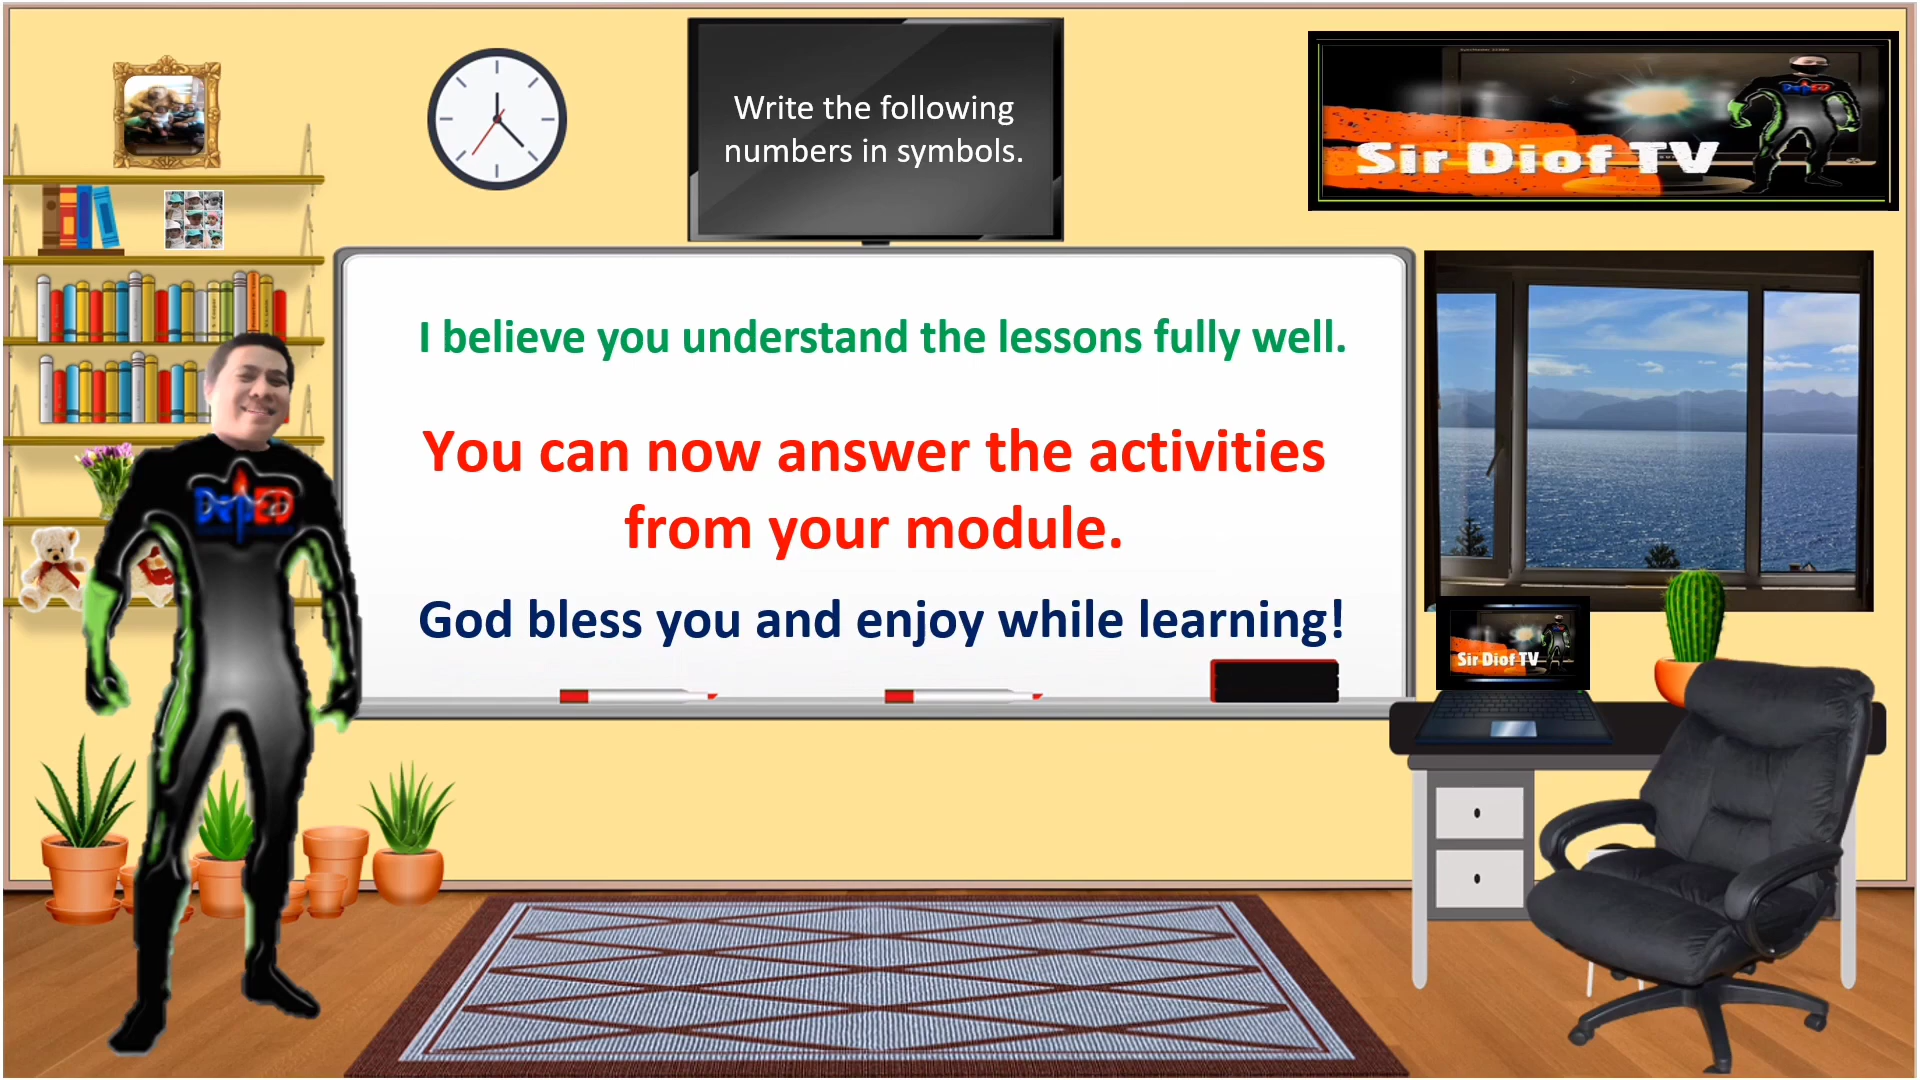 Write the following
numbers in symbols.
Sir Diof TV
I believe you understand the lessons fully well.
You can now answer the activities
from your module.
God bless you and enjoy while learning!
DepED
DepED
Sir Diof TV